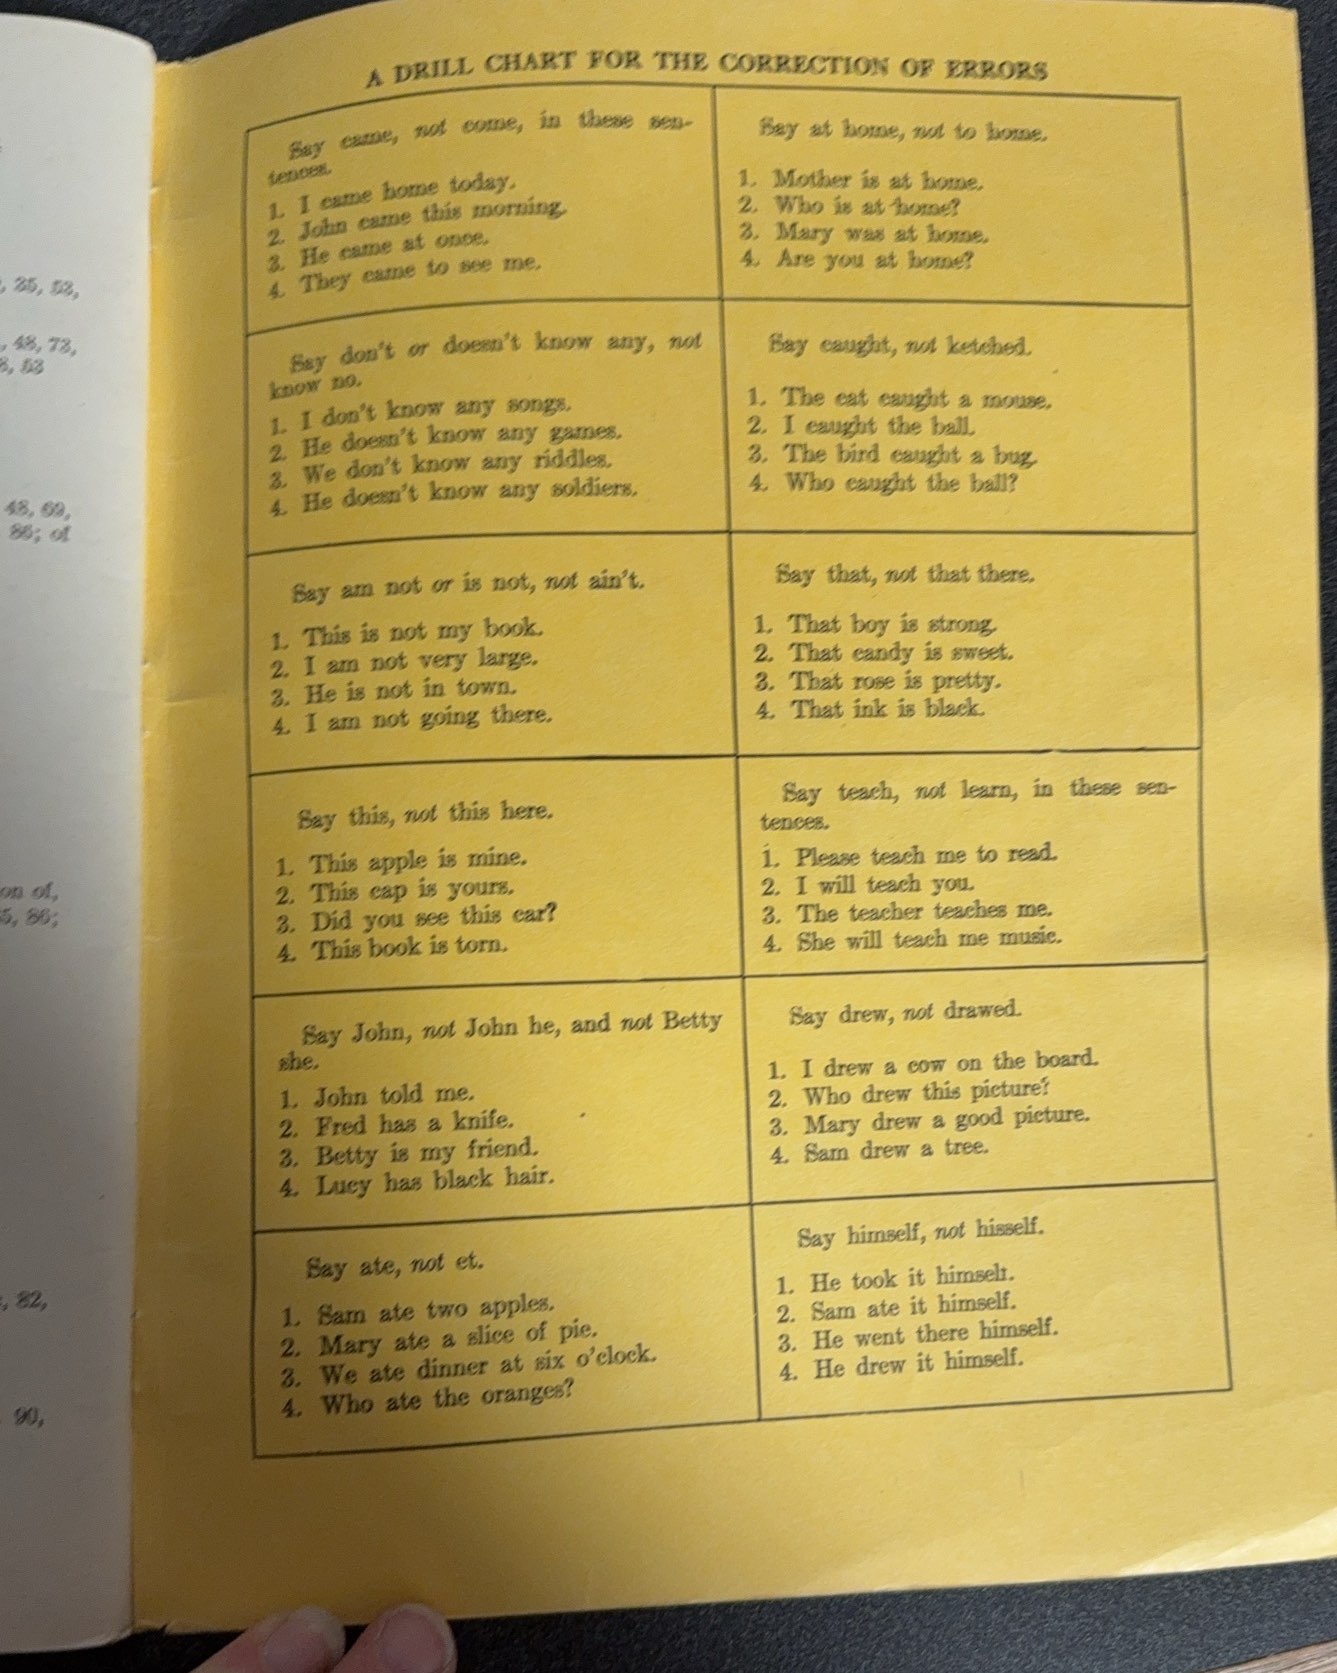 A DRILL CHART FOR THE CORRECTION OF ERRORS
Say came, not come, in these sen-
tences.
1. I came home today.
2. John came this morning.
3. He came at once.
4. They came to see me.
Say at home, not to home.
1. Mother is at home.
2. Who is at home?
3. Mary was at home.
4. Are you at home?
Say don't or doesn't know any, not
know no.
1. I don't know any songs.
2. He doesn't know any games.
3. We don't know any riddles.
4. He doesn't know any soldiers.
Say caught, not ketched.
1. The cat caught a mouse.
2. I caught the ball.
3. The bird caught a bug.
4. Who caught the ball?
Say am not or is not, not ain't.
1. This is not my book.
2. I am not very large.
3. He is not in town.
4. I am not going there.
Say that, not that there.
1. That boy is strong.
2. That candy is sweet.
3. That rose is pretty.
4. That ink is black.
Say this, not this here.
1. This apple is mine.
2. This cap is yours.
3. Did you see this car?
4. This book is torn.
Say teach, not learn, in these sen-
tences.
1. Please teach me to read.
2. I will teach you.
3. The teacher teaches me.
4. She will teach me music.
Say John, not John he, and not Betty
she.
1. John told me.
2. Fred has a knife.
3. Betty is my friend.
4. Lucy has black hair.
Say drew, not drawed.
1. I drew a cow on the board.
2. Who drew this picture?
3. Mary drew a good picture.
4. Sam drew a tree.
Say ate, not et.
1. Sam ate two apples.
2. Mary ate a slice of pie.
3. We ate dinner at six o'clock.
4. Who ate the oranges?
Say himself, not hisself.
1. He took it himself.
2. Sam ate it himself.
3. He went there himself.
4. He drew it himself.
, 35, 53,
, 48, 73,
, 53
48, 69,
86; of
on of,
5, 86;
, 82,
90,